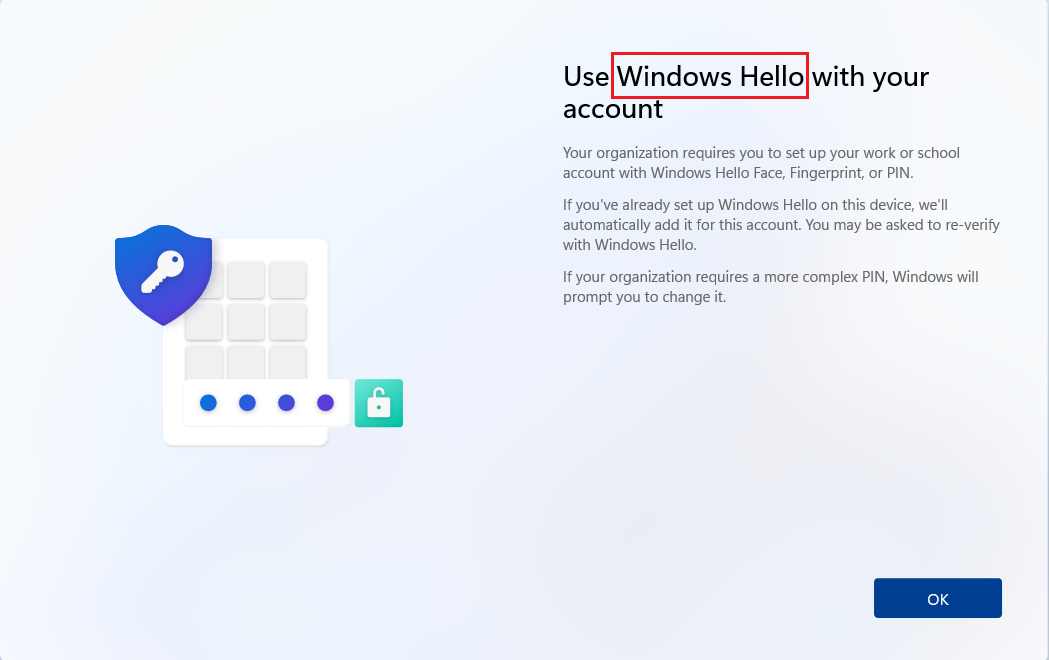 Use Windows Hello with your
account
Your organization requires you to set up your work or school
account with Windows Hello Face, Fingerprint, or PIN.
If you've already set up Windows Hello on this device, we'll
automatically add it for this account. You may be asked to re-verify
with Windows Hello.
If your organization requires a more complex PIN, Windows will
prompt you to change it.
OK